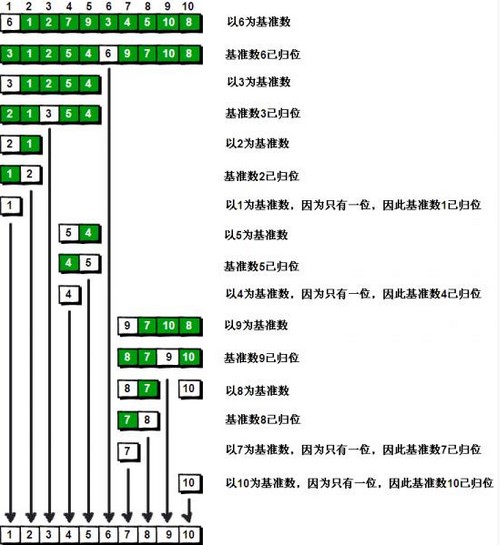 1 2 3 4 5 6 7 8 9 10
6 1 2 7 9 3 4 5 10 8 以6为基准数
3 1 2 5 4 6 9 7 10 8 基准数6已归位
3 1 2 5 4 以3为基准数
2 1 3 5 4 基准数3已归位
2 1 以2为基准数
1 2 基准数2已归位
1 以1为基准数，因为只有一位，因此基准数1已归位
5 4 以5为基准数
4 5 基准数5已归位
4 以4为基准数，因为只有一位，因此基准数4已归位
9 7 10 8 以9为基准数
8 7 9 10 基准数9已归位
8 7 10 以8为基准数
7 8 基准数8已归位
7 以7为基准数，因为只有一位，因此基准数7已归位
10 以10为基准数，因为只有一位，因此基准数10已归位
1 2 3 4 5 6 7 8 9 10